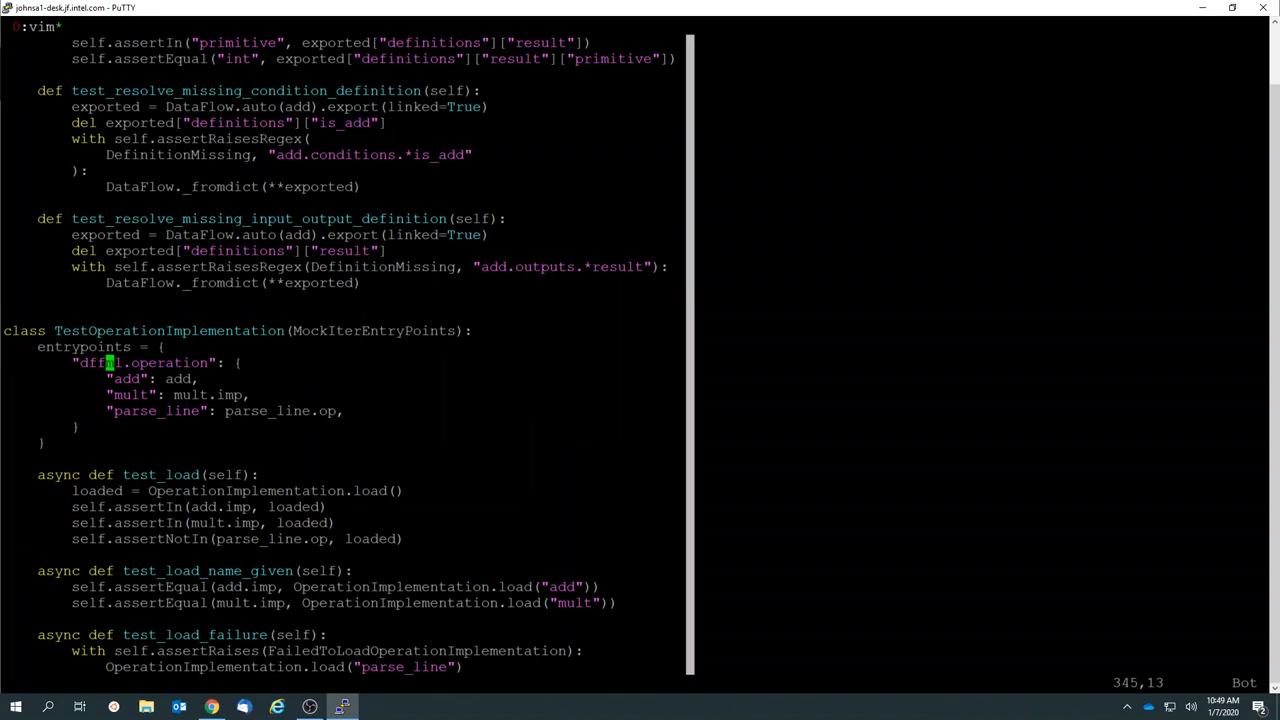 johnsa1-desk.jf.intel.com - PuTTY
0:vim*
self.assertIn("primitive", exported["definitions"]["result"])
self.assertEqual("int", exported["definitions"]["result"]["primitive"])
def test_resolve_missing_condition_definition(self):
exported = DataFlow.auto(add).export(linked=True)
del exported["definitions"]["is_add"]
with self.assertRaisesRegex(
DefinitionMissing, "add.conditions.*is_add"
):
DataFlow._fromdict(**exported)
def test_resolve_missing_input_output_definition(self):
exported = DataFlow.auto(add).export(linked=True)
del exported["definitions"]["result"]
with self.assertRaisesRegex(DefinitionMissing, "add.outputs.*result"):
DataFlow._fromdict(**exported)
class TestOperationImplementation(MockIterEntryPoints):
entrypoints = {
"dffml.operation": {
"add": add,
"mult": mult.imp,
"parse_line": parse_line.op,
}
}
async def test_load(self):
loaded = OperationImplementation.load()
self.assertIn(add.imp, loaded)
self.assertIn(mult.imp, loaded)
self.assertNotIn(parse_line.op, loaded)
async def test_load_name_given(self):
self.assertEqual(add.imp, OperationImplementation.load("add"))
self.assertEqual(mult.imp, OperationImplementation.load("mult"))
async def test_load_failure(self):
with self.assertRaises(FailedToLoadOperationImplementation):
OperationImplementation.load("parse_line")
345,13 Bot
10:49 AM
1/7/2020
2